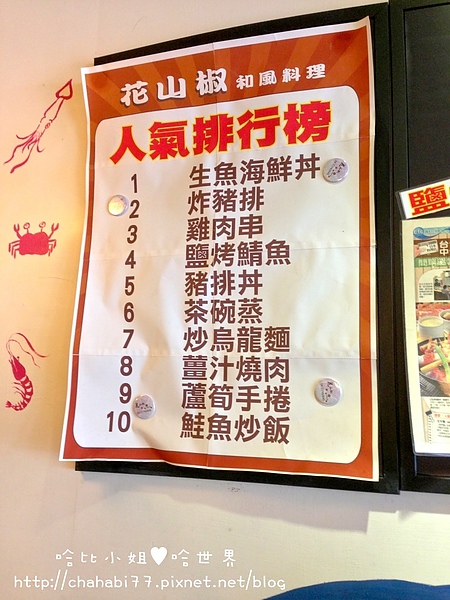 花山椒 和風料理
人氣排行榜
1 生魚海鮮丼
2 炸豬排
3 雞肉串
4 鹽烤鯖魚
5 豬排丼
6 茶碗蒸
7 炒烏龍麵
8 薑汁燒肉
9 蘆筍手捲
10 鮭魚炒飯
鹽
台中
哈比小姐♥哈世界
http://chahabi77.pixnet.net/blog